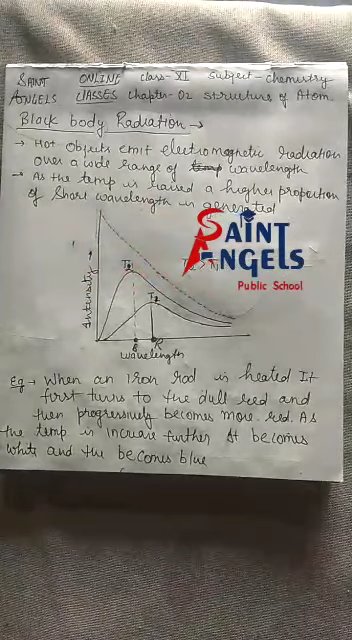 SAINT ONLINE class-XI subject-chemistry
ANGELS CLASSES chapter-02 structure of Atom.
Black body Radiation →
→ Hot Objects emit electromagnetic radiation
over a wide range of temp wavelength
→ As the temp is raised a higher proportion
of short wavelength is generated
SAINT
ANGELS
Public School
T1
T2
Intensity →
wavelength
Eg → When an Iron rod is heated It
first turns to the dull red and
then progressively becomes more red. As
the temp is increase further it becomes
white and the becomes blue